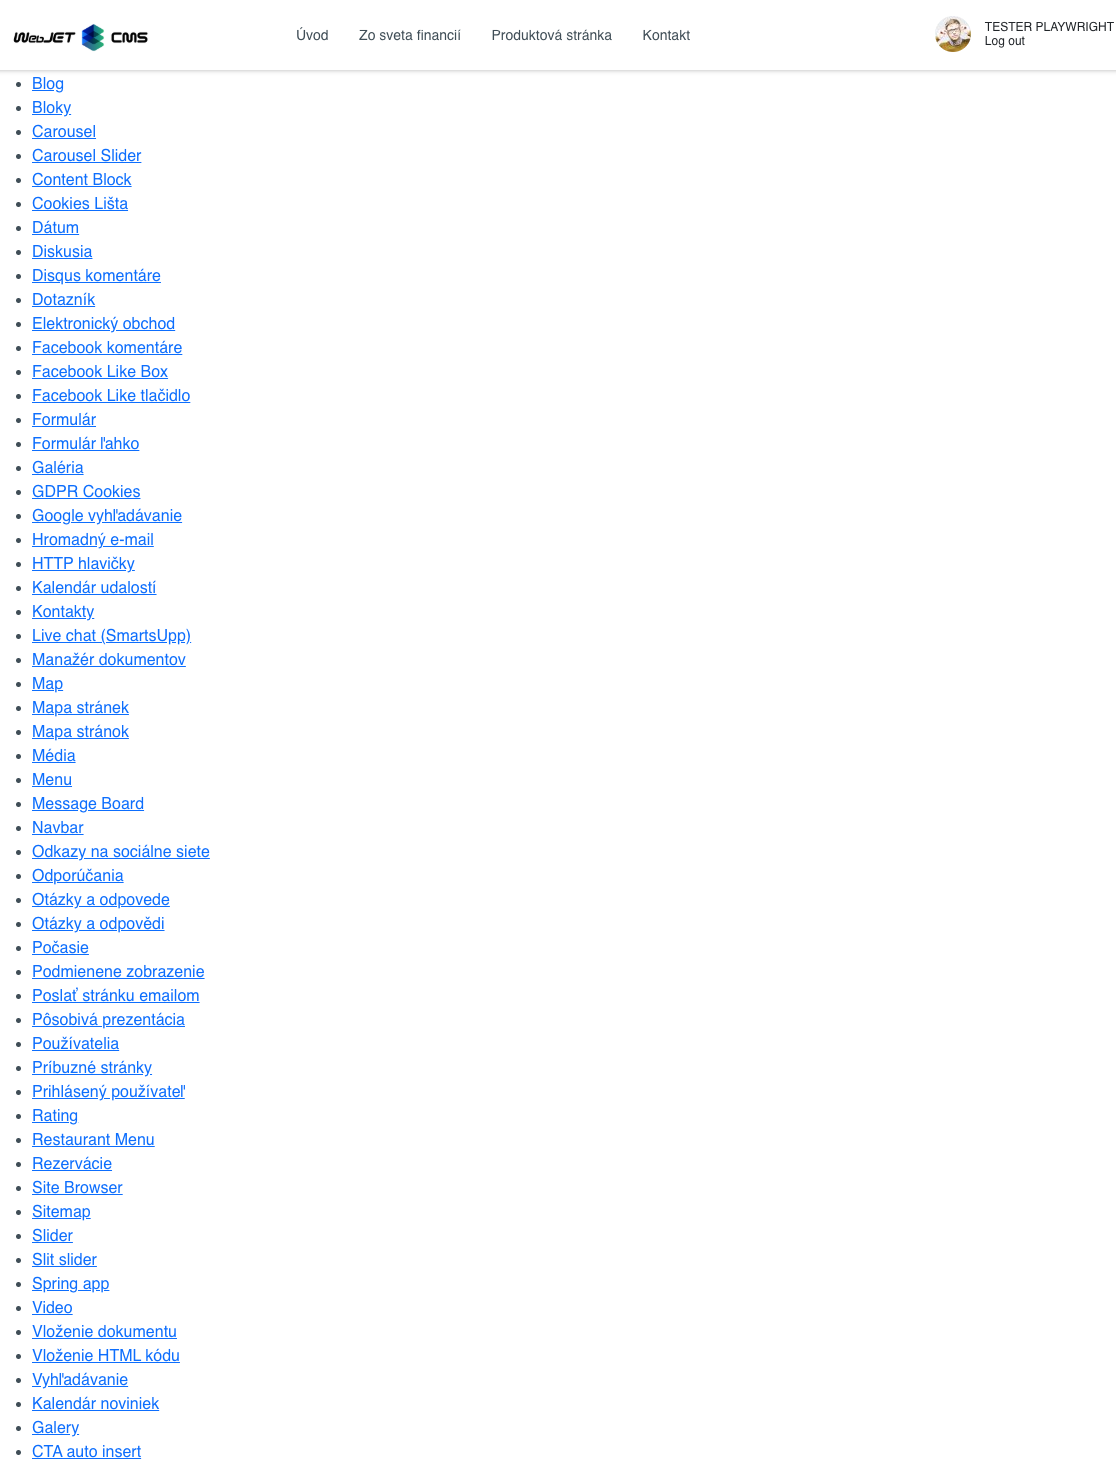 WebJET CMS
Úvod
Zo sveta financií
Produktová stránka
Kontakt
TESTER PLAYWRIGHT
Log out
Blog
Bloky
Carousel
Carousel Slider
Content Block
Cookies Lišta
Dátum
Diskusia
Disqus komentáre
Dotazník
Elektronický obchod
Facebook komentáre
Facebook Like Box
Facebook Like tlačidlo
Formulár
Formulár ľahko
Galéria
GDPR Cookies
Google vyhľadávanie
Hromadný e-mail
HTTP hlavičky
Kalendár udalostí
Kontakty
Live chat (SmartsUpp)
Manažér dokumentov
Map
Mapa stránek
Mapa stránok
Média
Menu
Message Board
Navbar
Odkazy na sociálne siete
Odporúčania
Otázky a odpovede
Otázky a odpovědi
Počasie
Podmienene zobrazenie
Poslať stránku emailom
Pôsobivá prezentácia
Používatelia
Príbuzné stránky
Prihlásený používateľ
Rating
Restaurant Menu
Rezervácie
Site Browser
Sitemap
Slider
Slit slider
Spring app
Video
Vloženie dokumentu
Vloženie HTML kódu
Vyhľadávanie
Kalendár noviniek
Galery
CTA auto insert